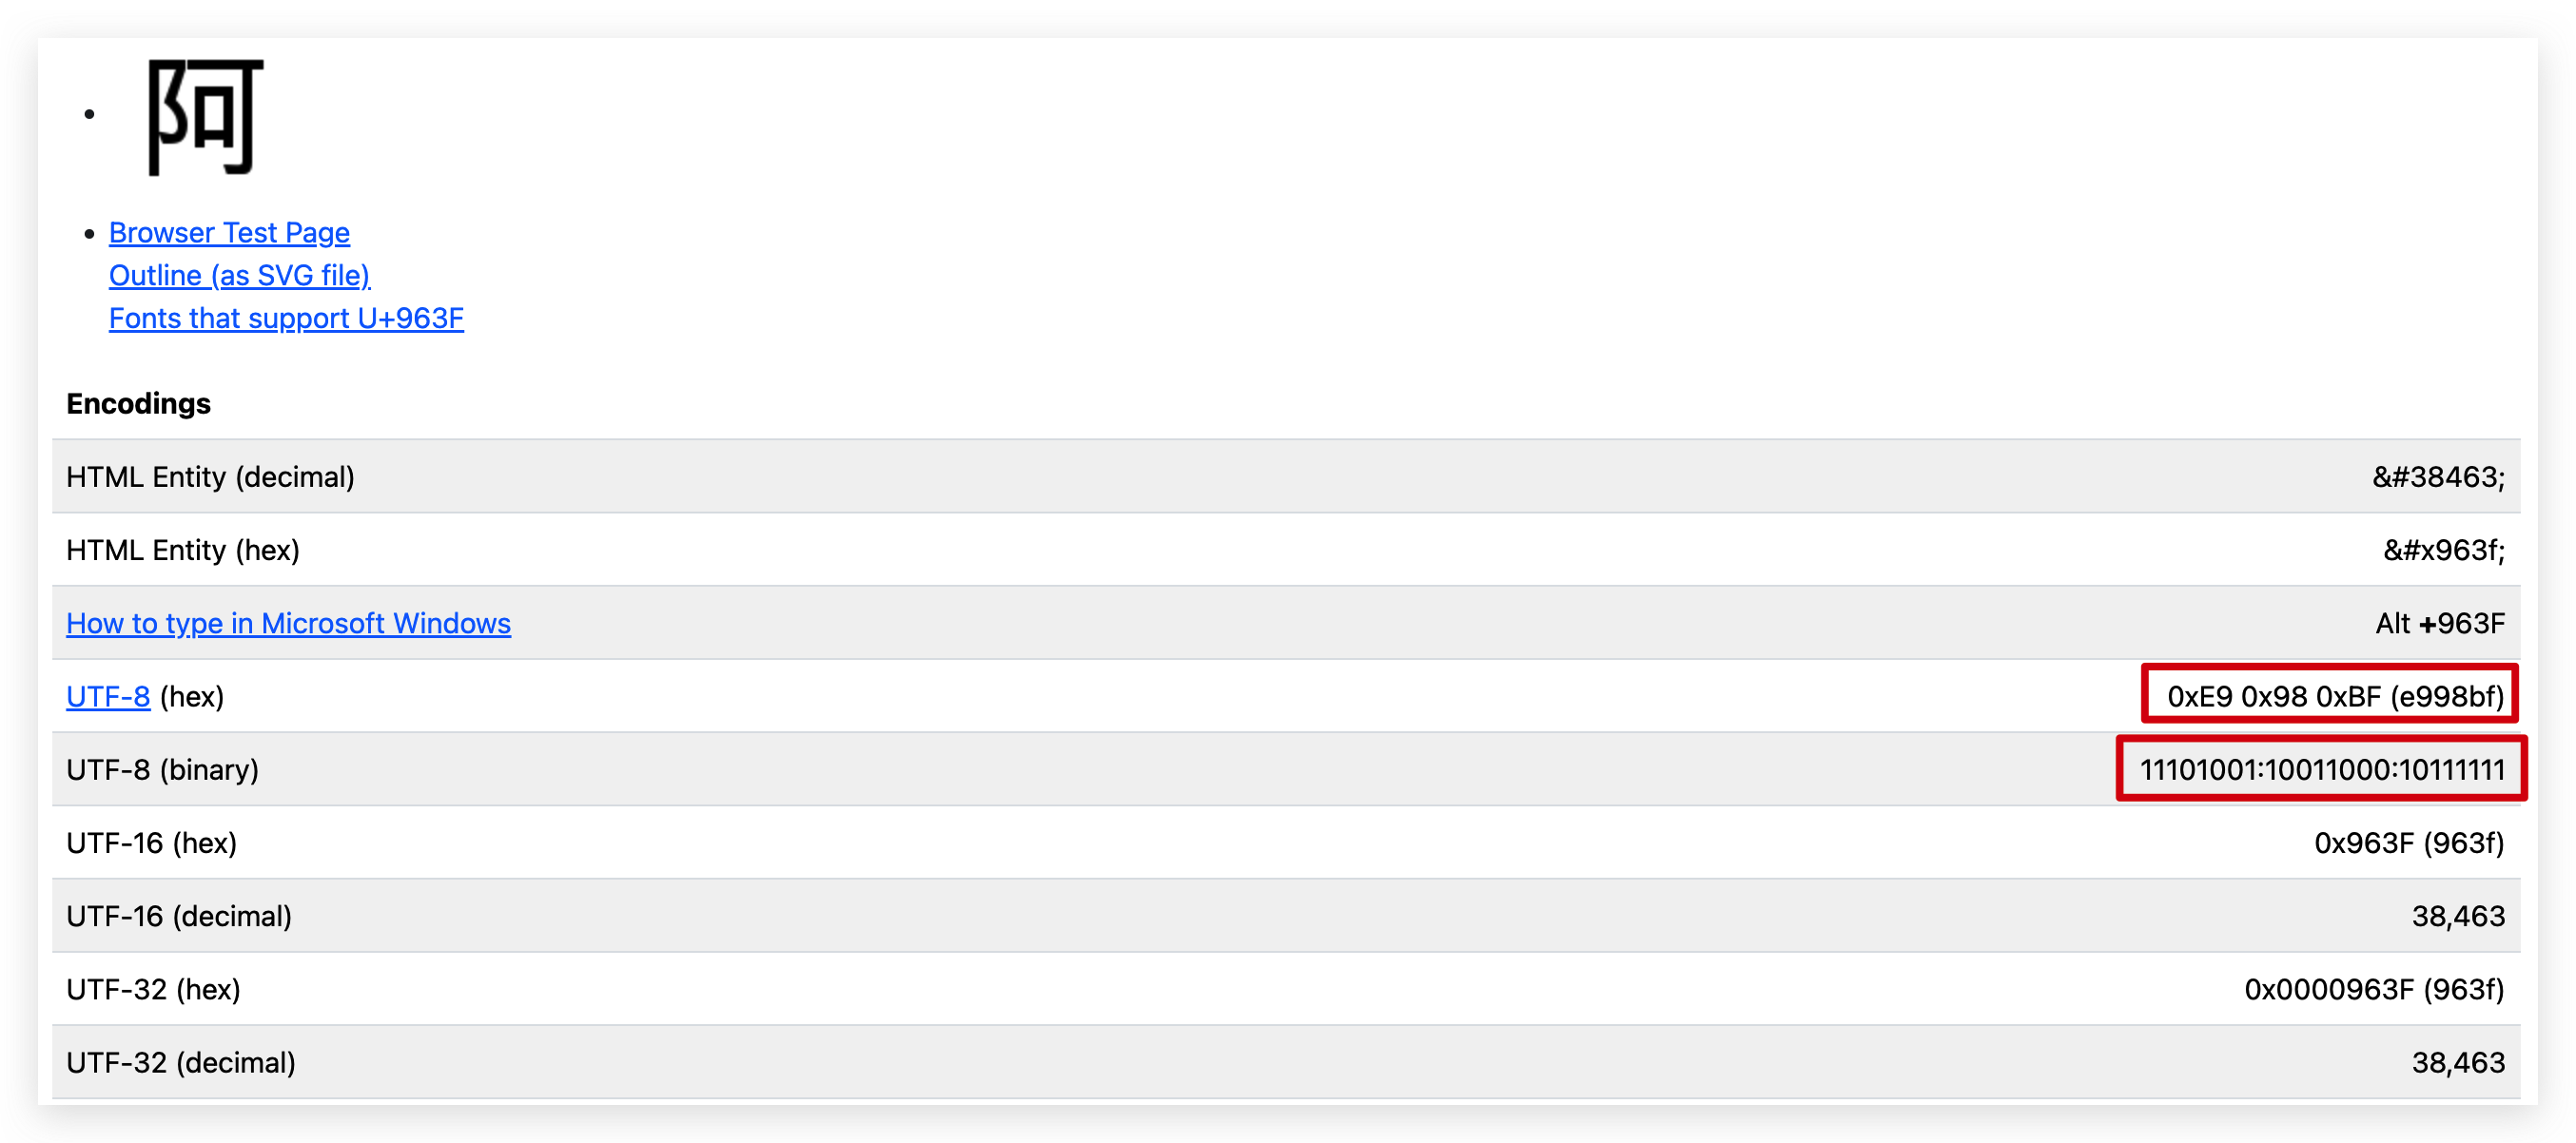 阿
Browser Test Page
Outline (as SVG file)
Fonts that support U+963F
Encodings
HTML Entity (decimal) &#38463;
HTML Entity (hex) &#x963f;
How to type in Microsoft Windows Alt +963F
UTF-8 (hex) 0xE9 0x98 0xBF (e998bf)
UTF-8 (binary) 11101001:10011000:10111111
UTF-16 (hex) 0x963F (963f)
UTF-16 (decimal) 38,463
UTF-32 (hex) 0x0000963F (963f)
UTF-32 (decimal) 38,463